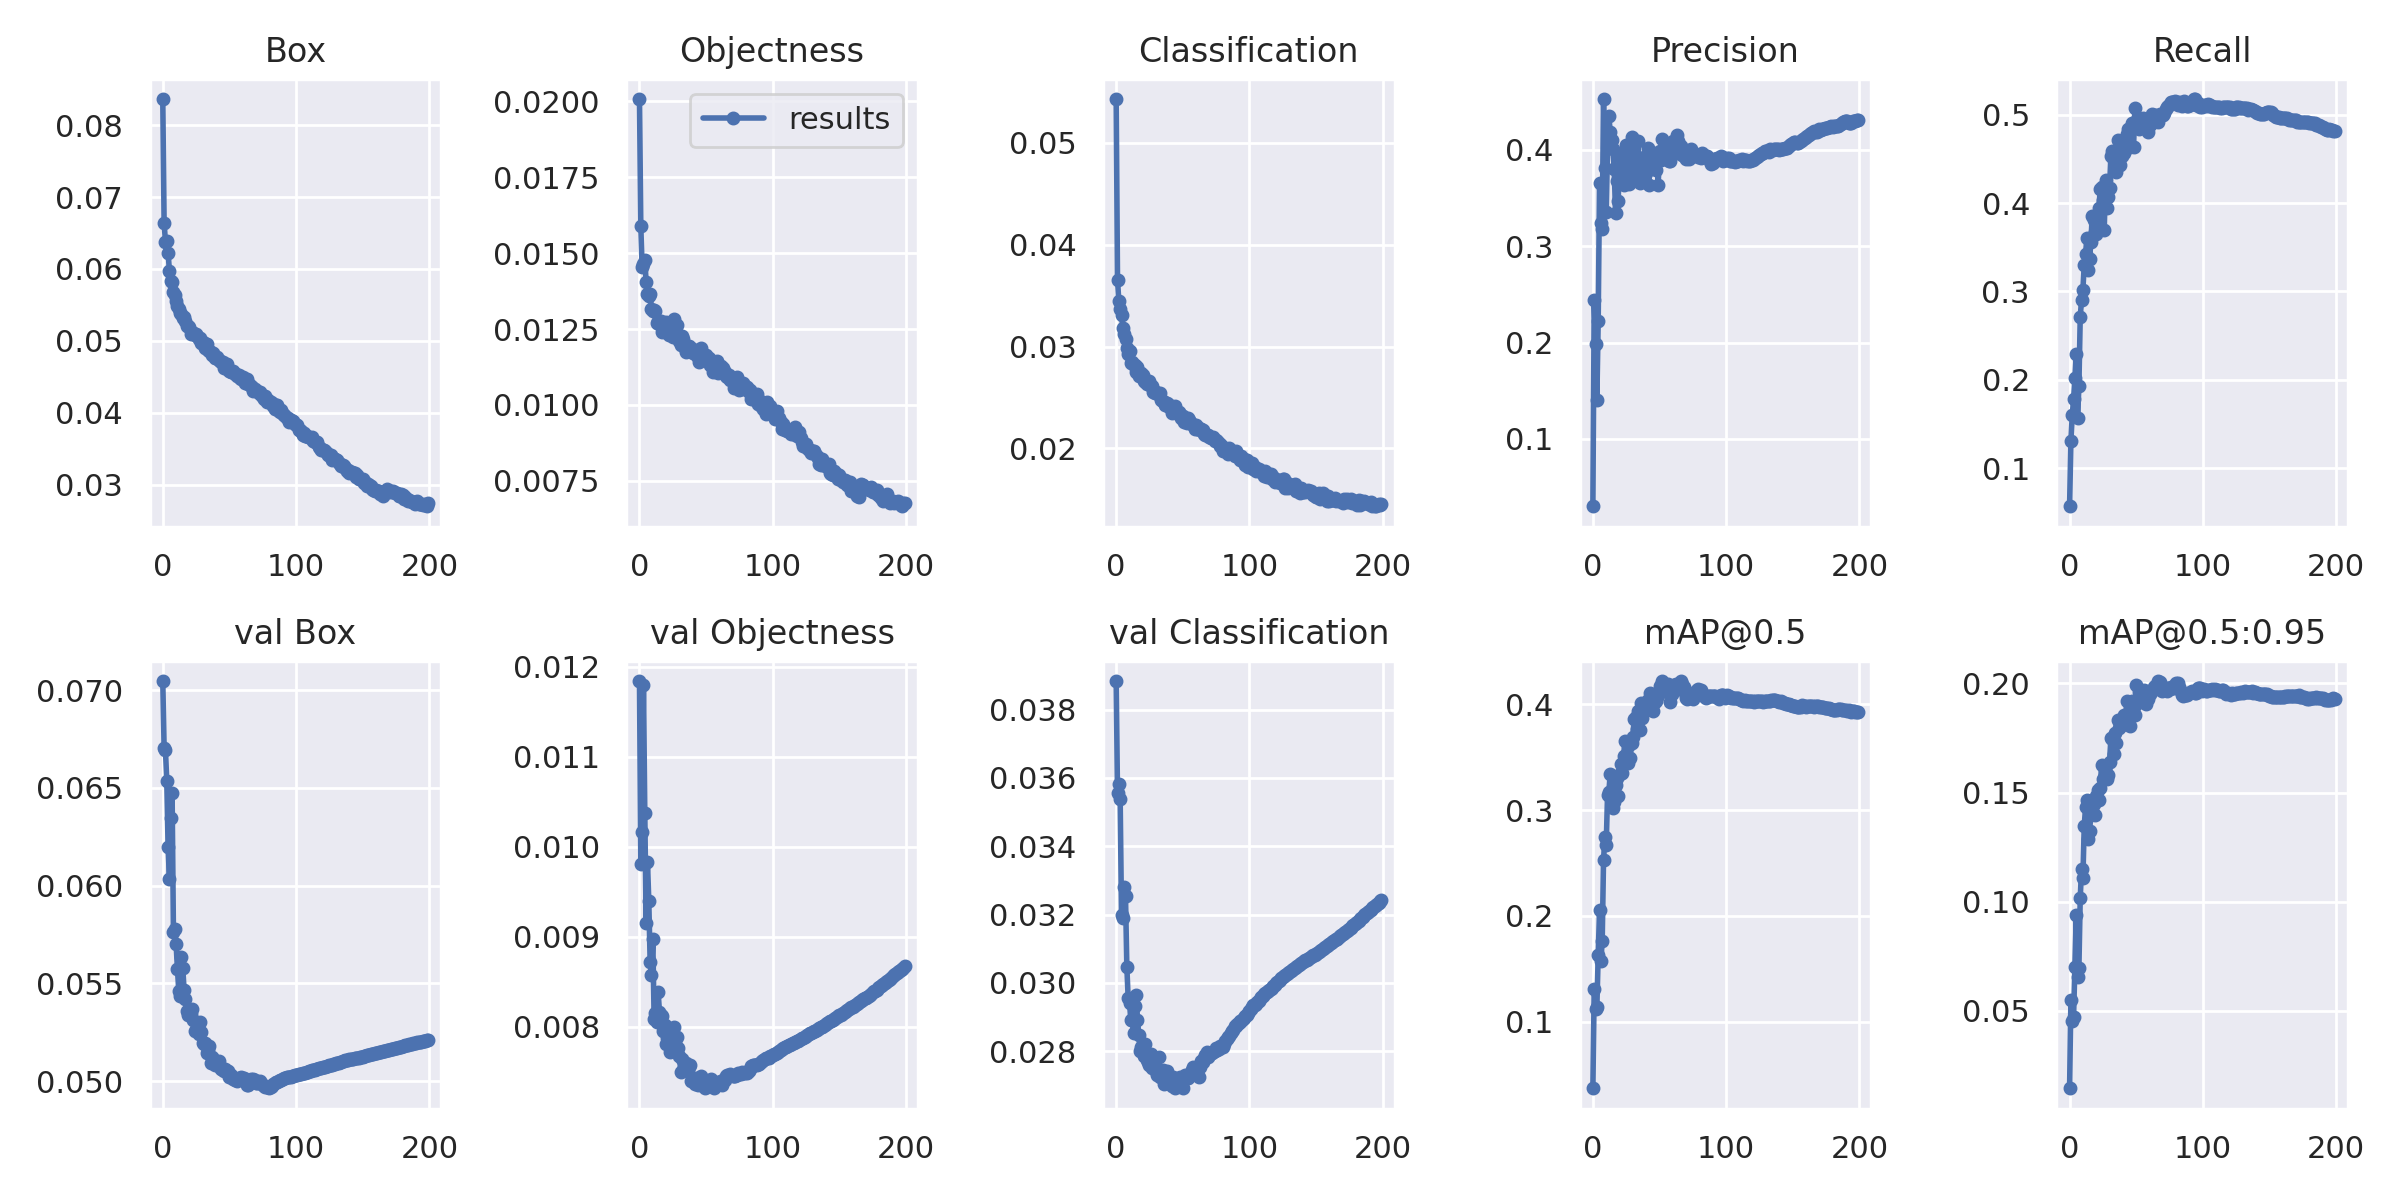 Box
Objectness
Classification
Precision
Recall
0.08
0.07
0.06
0.05
0.04
0.03
0 100 200
0.0200
0.0175
0.0150
0.0125
0.0100
0.0075
results
0 100 200
0.05
0.04
0.03
0.02
0 100 200
0.4
0.3
0.2
0.1
0 100 200
0.5
0.4
0.3
0.2
0.1
0 100 200
val Box
val Objectness
val Classification
mAP@0.5
mAP@0.5:0.95
0.070
0.065
0.060
0.055
0.050
0 100 200
0.012
0.011
0.010
0.009
0.008
0 100 200
0.038
0.036
0.034
0.032
0.030
0.028
0 100 200
0.4
0.3
0.2
0.1
0 100 200
0.20
0.15
0.10
0.05
0 100 200